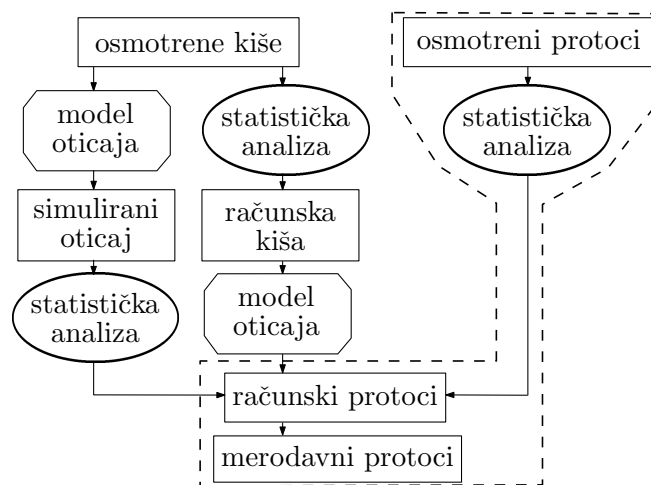 osmotrene kiše
osmotreni protoci
model
oticaja
statistička
analiza
statistička
analiza
simulirani
oticaj
računska
kiša
statistička
analiza
model
oticaja
računski protoci
merodavni protoci